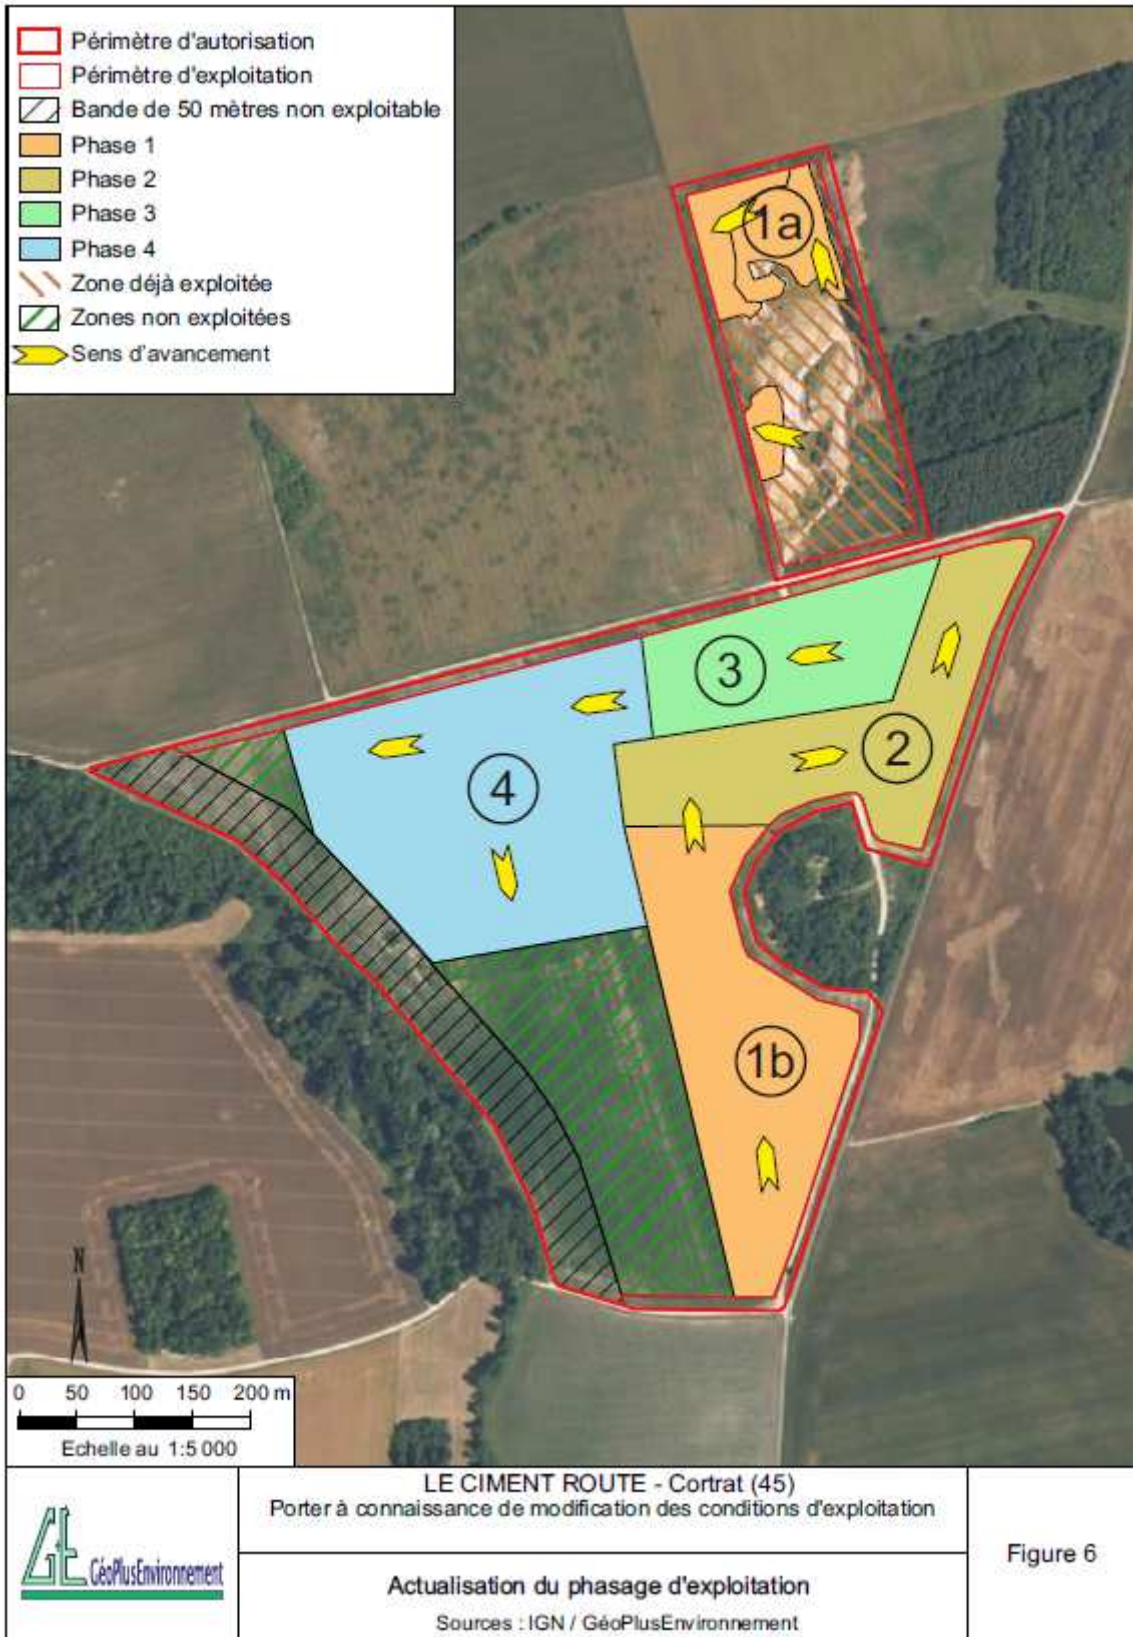 Périmètre d'autorisation
Périmètre d'exploitation
Bande de 50 mètres non exploitable
Phase 1
Phase 2
Phase 3
Phase 4
Zone déjà exploitée
Zones non exploitées
Sens d'avancement
1a
3
2
4
1b
N
0 50 100 150 200 m
Echelle au 1:5 000
GéoPlusEnvironnement
LE CIMENT ROUTE - Cortrat (45)
Porter à connaissance de modification des conditions d'exploitation
Actualisation du phasage d'exploitation
Sources : IGN / GéoPlusEnvironnement
Figure 6